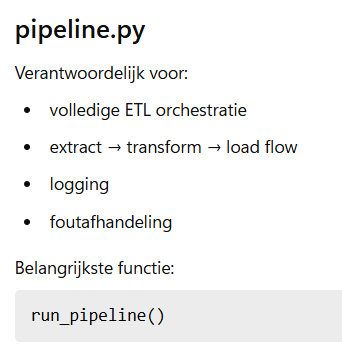 pipeline.py
Verantwoordelijk voor:
• volledige ETL orchestratie
• extract → transform → load flow
• logging
• foutafhandeling
Belangrijkste functie:
run_pipeline()